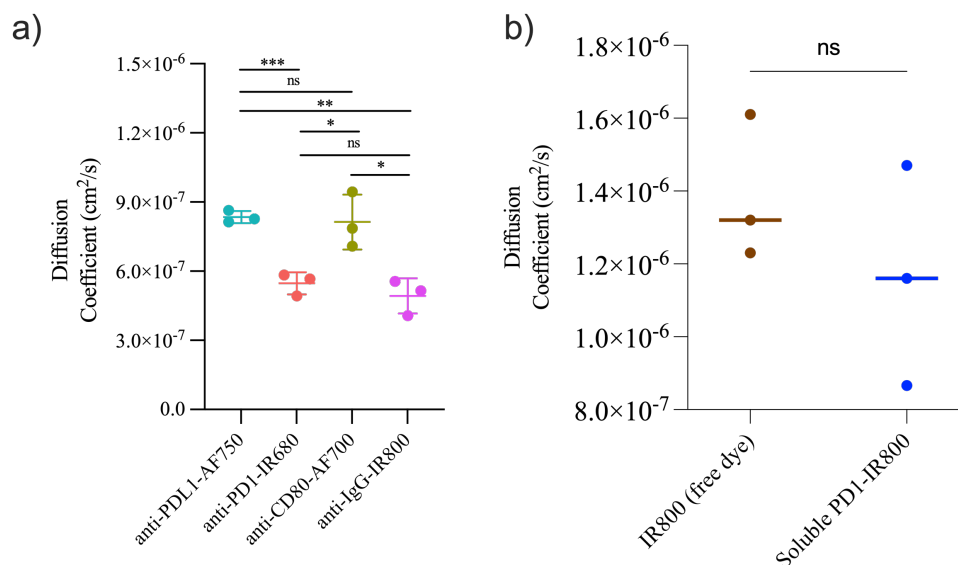 a)
Diffusion
Coefficient (cm²/s)
1.5×10⁻⁶
1.2×10⁻⁶
9.0×10⁻⁷
6.0×10⁻⁷
3.0×10⁻⁷
0.0
***
ns
**
*
ns
*
anti-PDL1-AF750
anti-PD1-IR680
anti-CD80-AF700
anti-IgG-IR800
b)
Diffusion
Coefficient (cm²/s)
1.8×10⁻⁶
1.6×10⁻⁶
1.4×10⁻⁶
1.2×10⁻⁶
1.0×10⁻⁶
8.0×10⁻⁷
ns
IR800 (free dye)
Soluble PD1-IR800